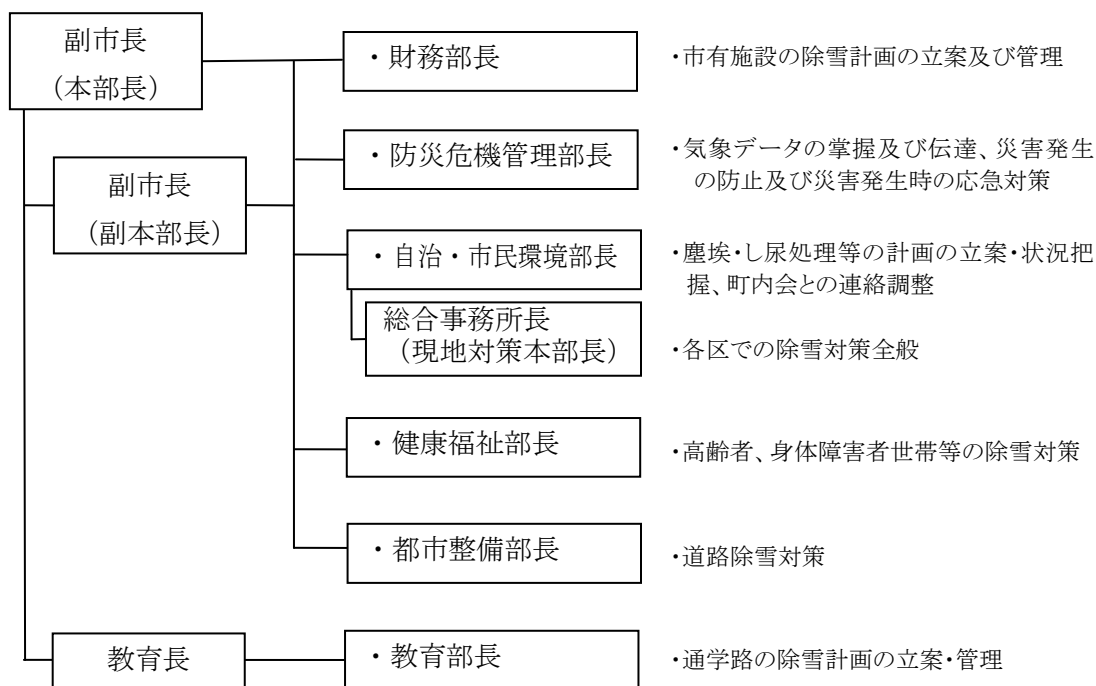 副市長
（本部長）
・財務部長
・市有施設の除雪計画の立案及び管理
副市長
（副本部長）
・防災危機管理部長
・気象データの掌握及び伝達、災害発生
の防止及び災害発生時の応急対策
・自治・市民環境部長
・塵埃・し尿処理等の計画の立案・状況把
握、町内会との連絡調整
総合事務所長
（現地対策本部長）
・各区での除雪対策全般
・健康福祉部長
・高齢者、身体障害者世帯等の除雪対策
・都市整備部長
・道路除雪対策
教育長
・教育部長
・通学路の除雪計画の立案・管理